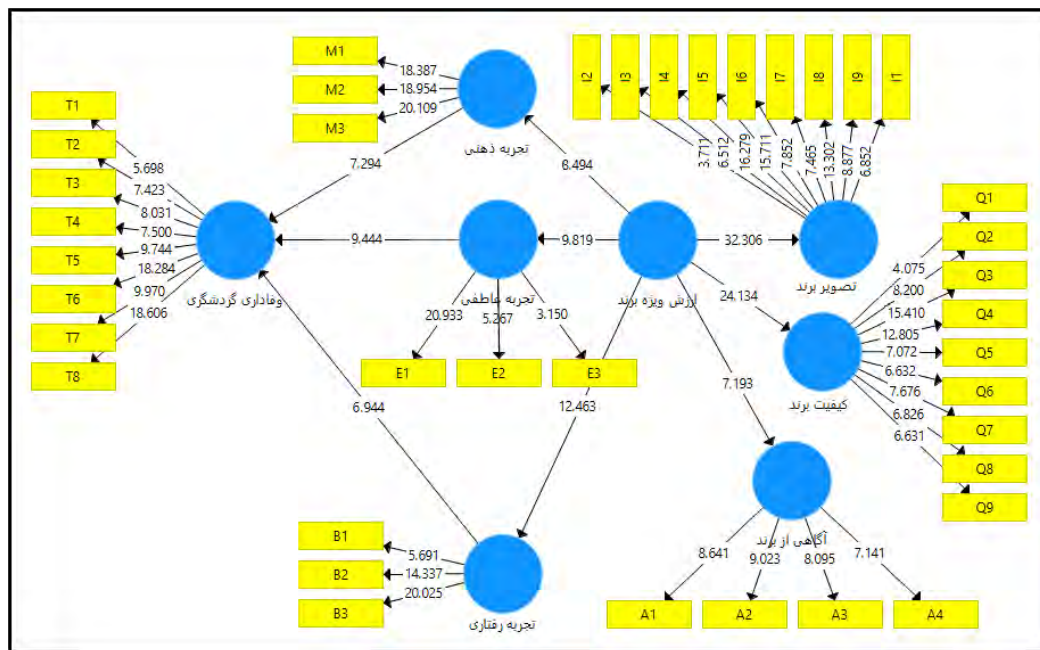 M1
M2
M3
18.387
18.954
20.109
تجربه ذهنی
I2
I3
I4
I5
I6
I7
I8
I9
I1
3.711
6.512
16.279
15.711
7.852
7.465
13.302
8.877
6.852
تصویر برند
T1
T2
T3
T4
T5
T6
T7
T8
5.698
7.423
8.031
7.500
9.744
18.284
9.970
18.606
وفاداری گردشگری
7.294
9.444
6.944
6.494
9.819
32.306
24.134
7.193
12.463
ارزش ویژه برند
تجربه عاطفی
20.933
5.267
3.150
E1
E2
E3
Q1
Q2
Q3
Q4
Q5
Q6
Q7
Q8
Q9
4.075
8.200
15.410
12.805
7.072
6.632
7.676
6.826
6.631
کیفیت برند
آگاهی از برند
8.641
9.023
8.095
7.141
A1
A2
A3
A4
B1
B2
B3
5.691
14.337
20.025
تجربه رفتاری